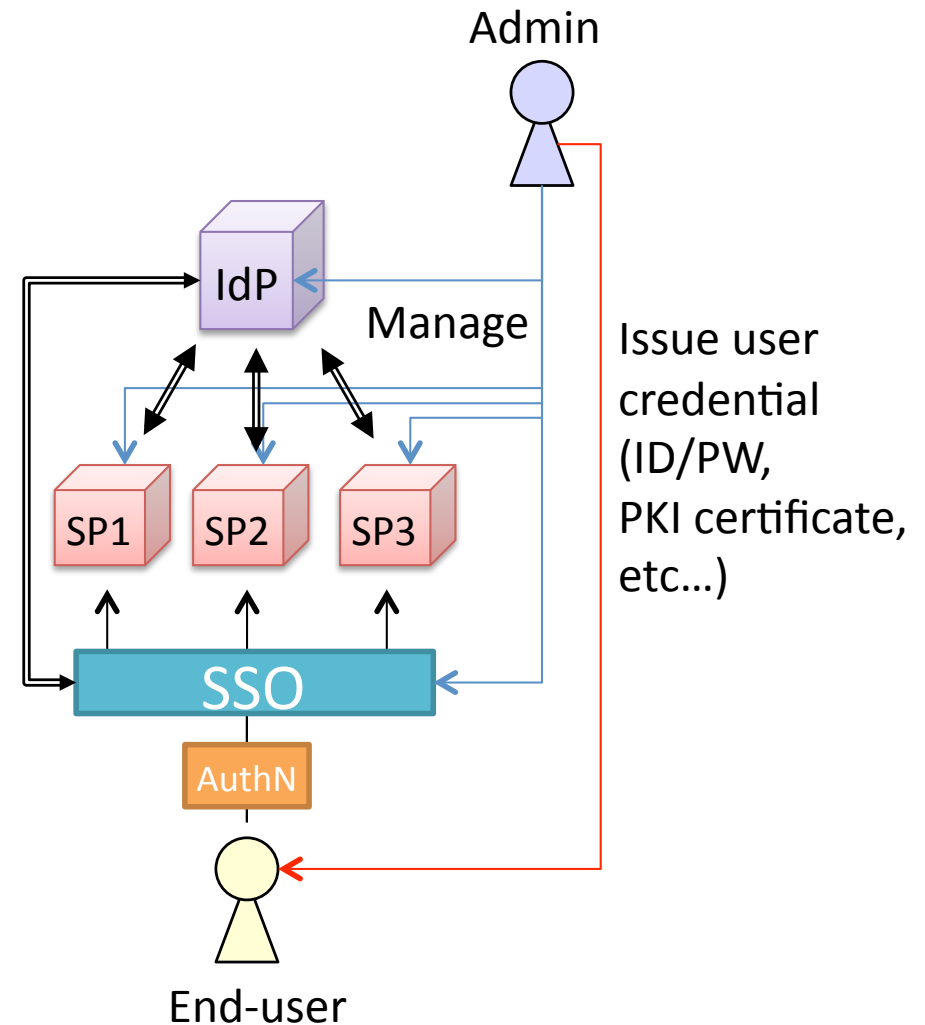 Admin
IdP
Manage
Issue user
credential
(ID/PW,
PKI certificate,
etc…)
SP1
SP2
SP3
SSO
AuthN
End-user